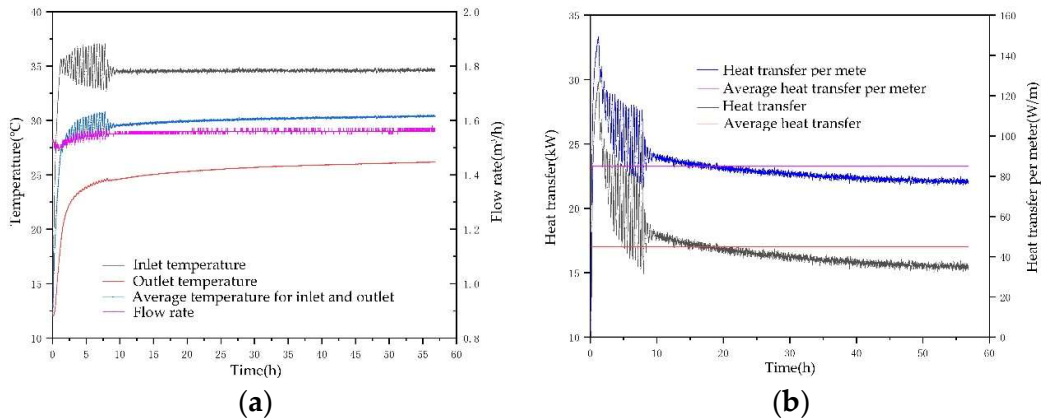 40
35
30
25
20
15
10
Temperature(℃)
2.0
1.8
1.6
1.4
1.2
1.0
0.8
Flow rate(m³/h)
Inlet temperature
Outlet temperature
Average temperature for inlet and outlet
Flow rate
0 5 10 15 20 25 30 35 40 45 50 55 60
Time(h)
(a)
35
31
27
23
19
15
10
Heat transfer(kW)
160
140
120
100
80
60
40
20
0
Heat transfer per meter(W/m)
Heat transfer per mete
Average heat transfer per meter
Heat transfer
Average heat transfer
0 10 20 30 40 50 60
Time(h)
(b)